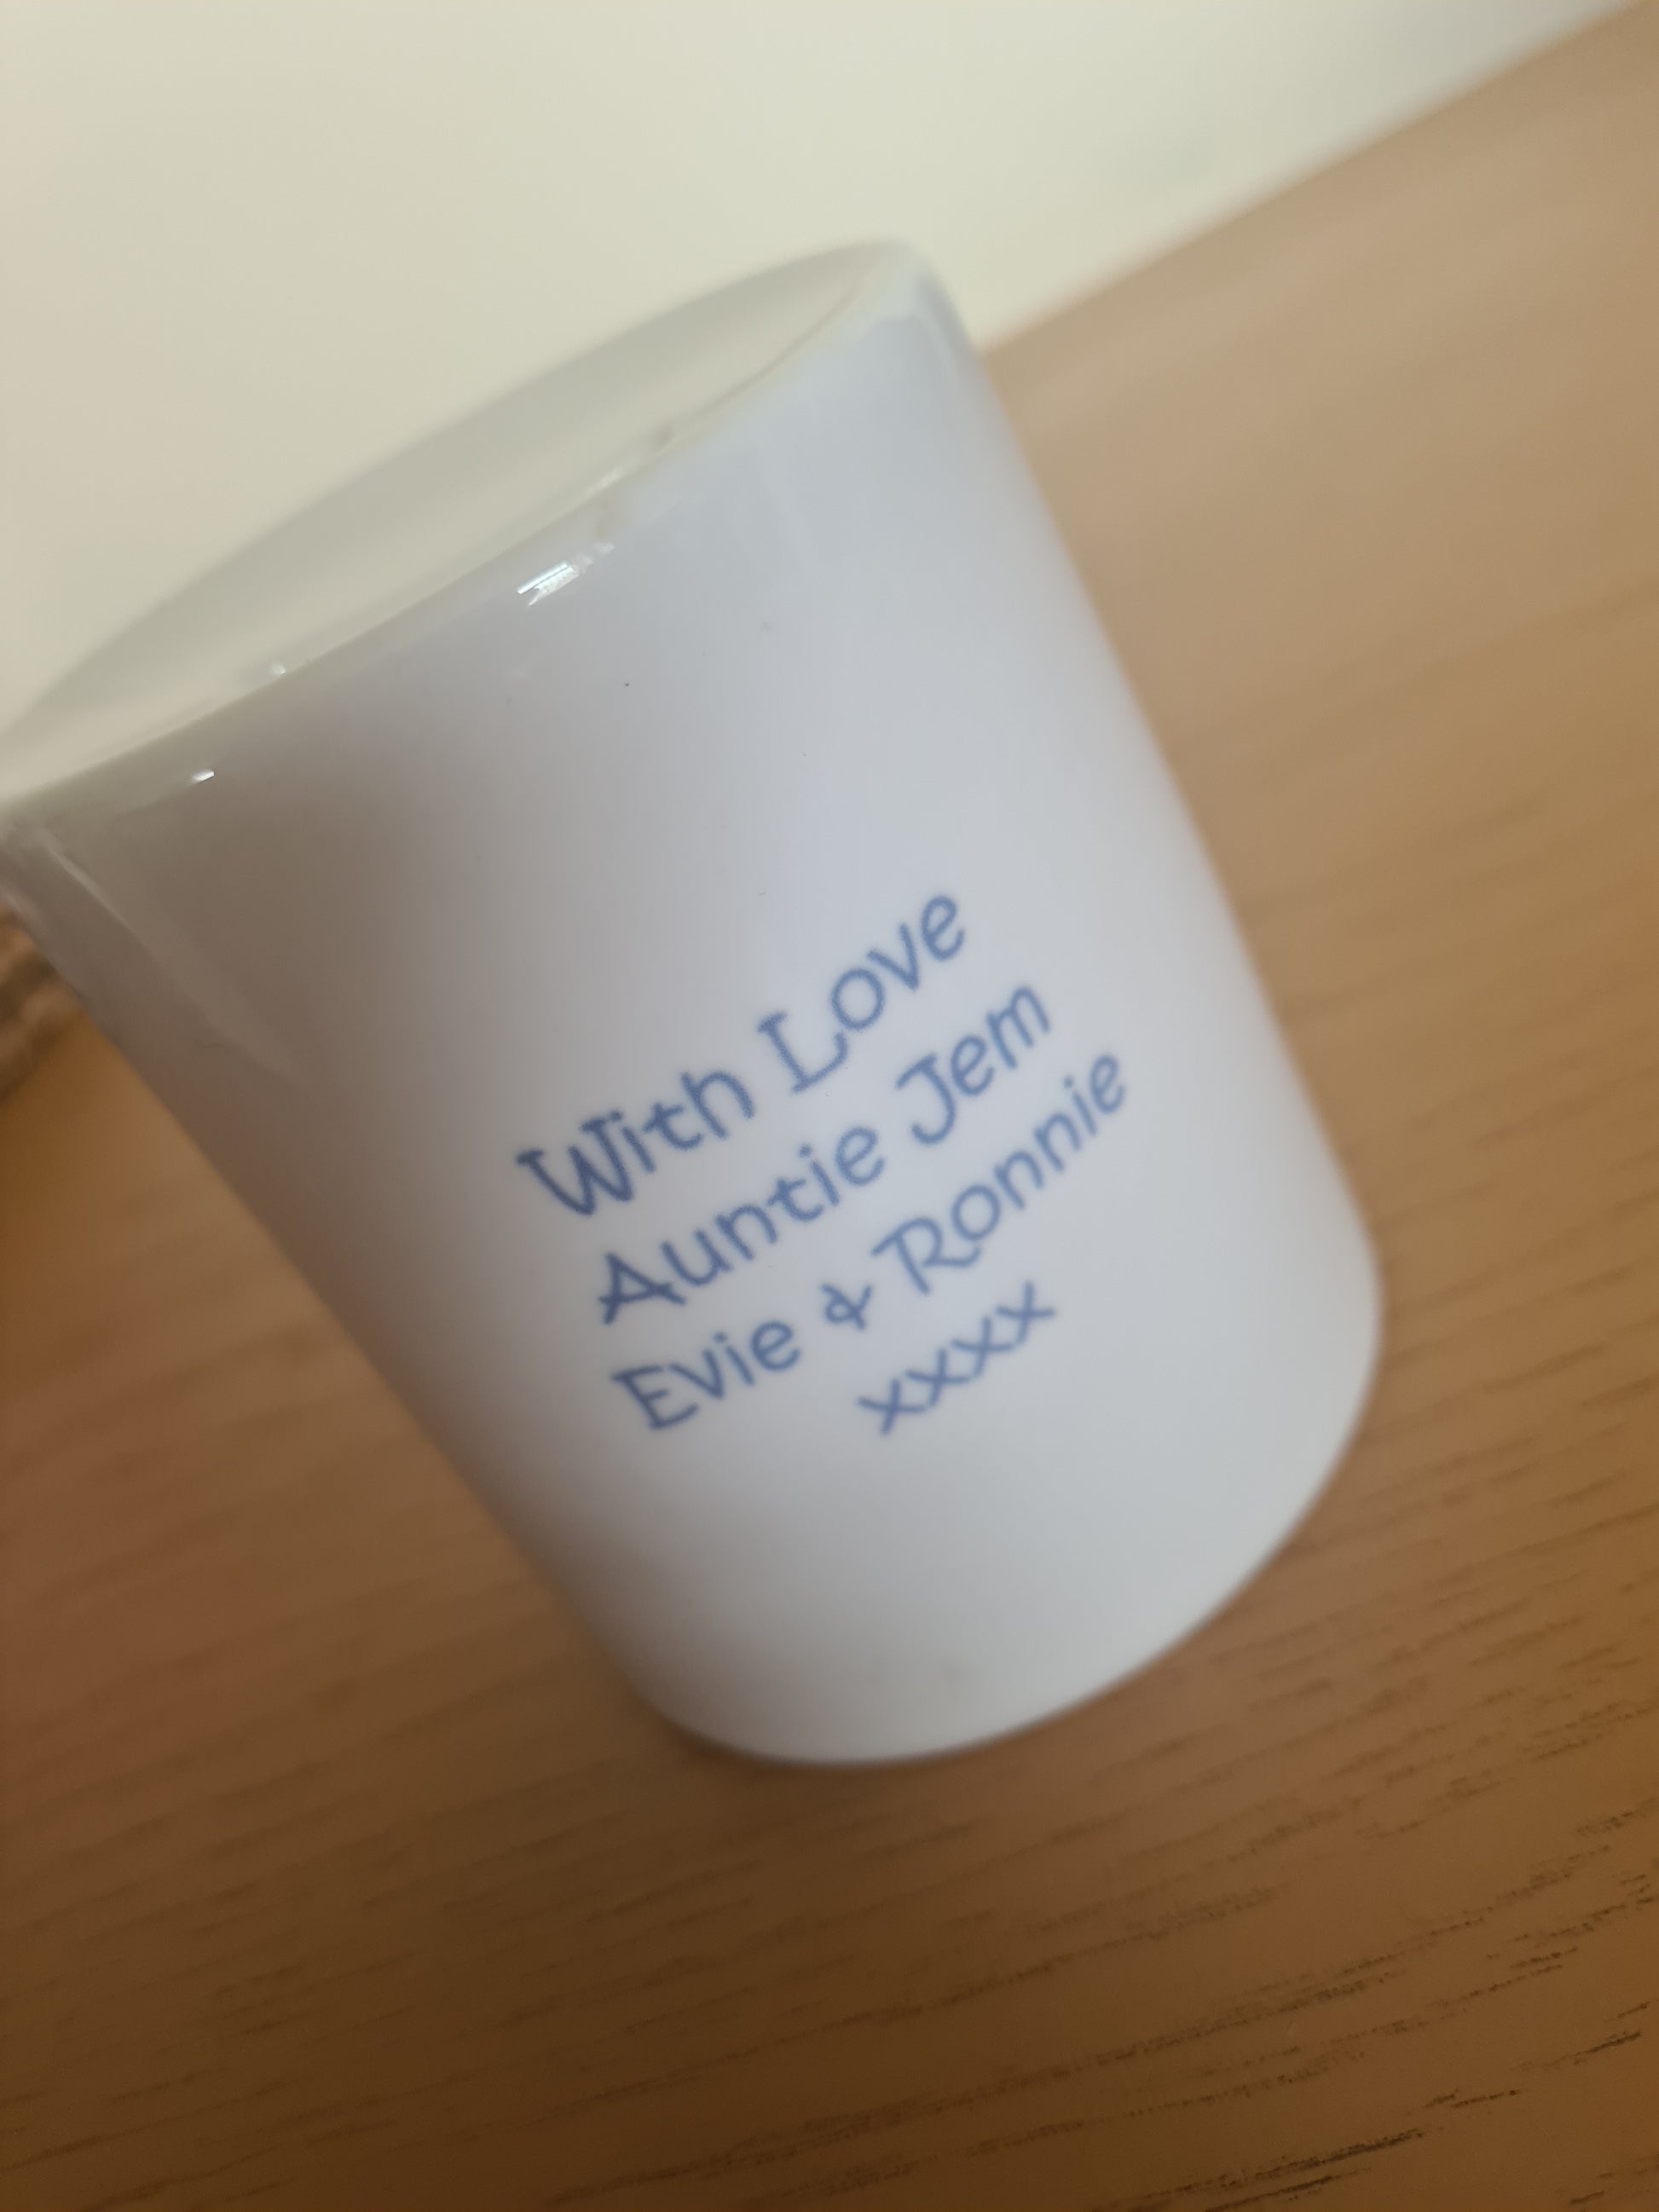 With Love
Auntie Jem
Evie & Ronnie
xxxx